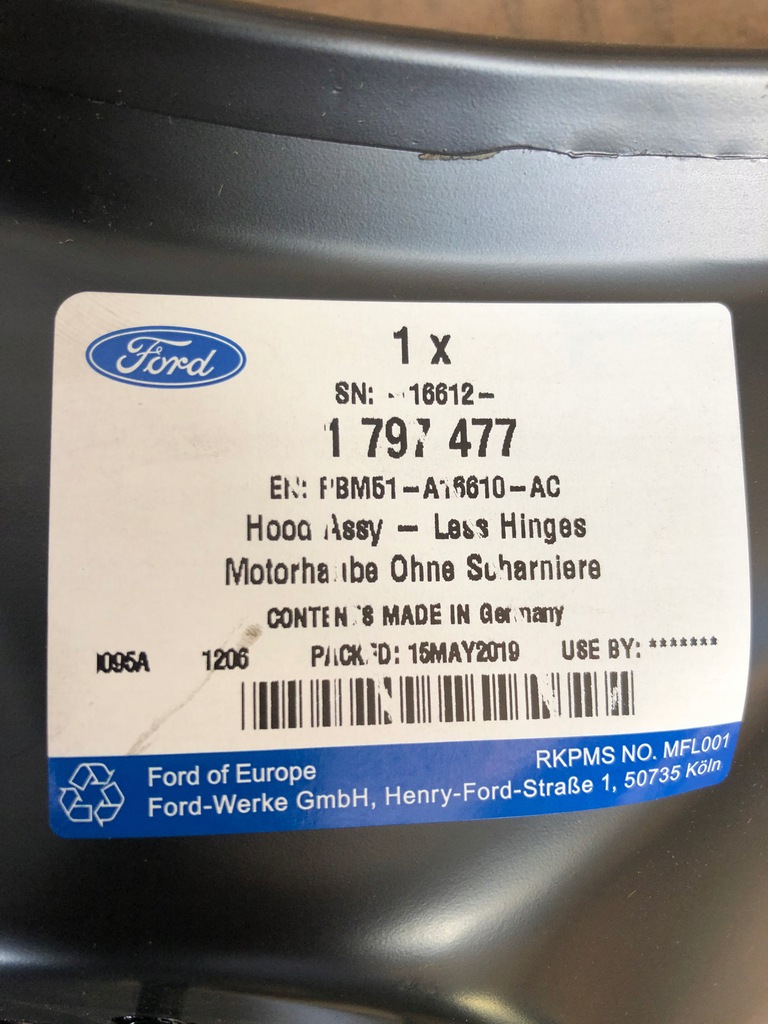 Ford
1 x
SN: - 16612-
1 797 477
EN: PBM51-A16610-AC
Hood Assy - Less Hinges
Motorhaube Ohne Scharniere
CONTENTS MADE IN Germany
1206 PACKED: 15MAY2019 USE BY: *******
RKPMS NO. MFL001
Ford of Europe
Ford-Werke GmbH, Henry-Ford-Straße 1, 50735 Köln